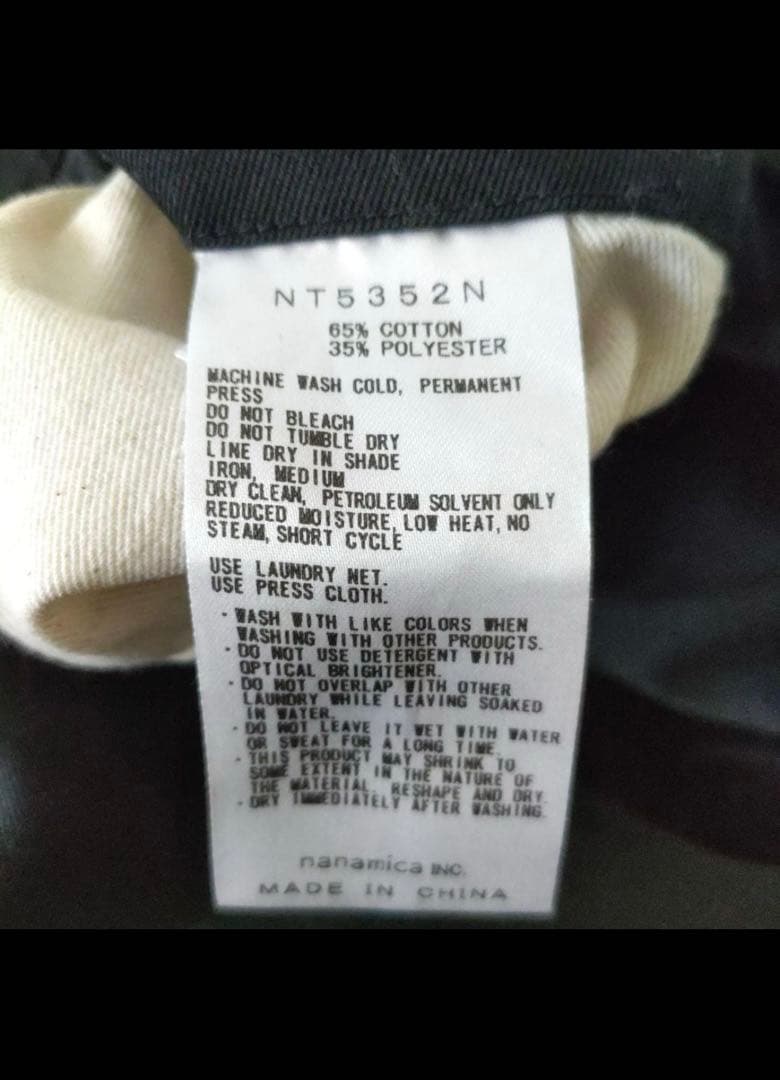 NT5352N
65% COTTON
35% POLYESTER
MACHINE WASH COLD, PERMANENT
PRESS
DO NOT BLEACH
DO NOT TUMBLE DRY
LINE DRY IN SHADE
IRON, MEDIUM
DRY CLEAN, PETROLEUM SOLVENT ONLY
REDUCED MOISTURE, LOW HEAT, NO
STEAM, SHORT CYCLE
USE LAUNDRY NET.
USE PRESS CLOTH.
・WASH WITH LIKE COLORS WHEN
WASHING WITH OTHER PRODUCTS.
・DO NOT USE DETERGENT WITH
OPTICAL BRIGHTENER.
・DO NOT OVERLAP WITH OTHER
LAUNDRY WHILE LEAVING SOAKED
IN WATER.
・DO NOT LEAVE IT WET WITH WATER
OR SWEAT FOR A LONG TIME.
・THIS PRODUCT MAY SHRINK TO
SOME EXTENT IN THE NATURE OF
THE MATERIAL. RESHAPE AND DRY.
・DRY IMMEDIATELY AFTER WASHING.
nanamica INC.
MADE IN CHINA